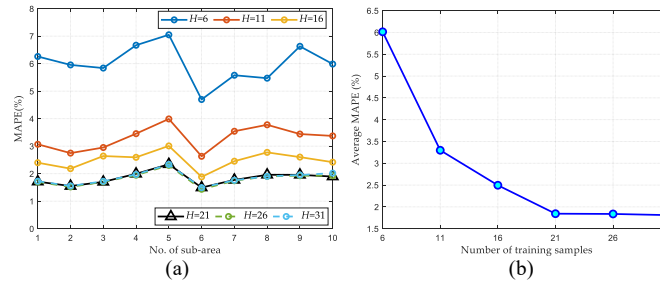 8
7
6
5
4
3
2
1
0
MAPE(%)
H=6 H=11 H=16
H=21 H=26 H=31
1 2 3 4 5 6 7 8 9 10
No. of sub-area
(a)
6.5
6
5.5
5
4.5
4
3.5
3
2.5
2
1.5
Average MAPE (%)
6 11 16 21 26
Number of training samples
(b)